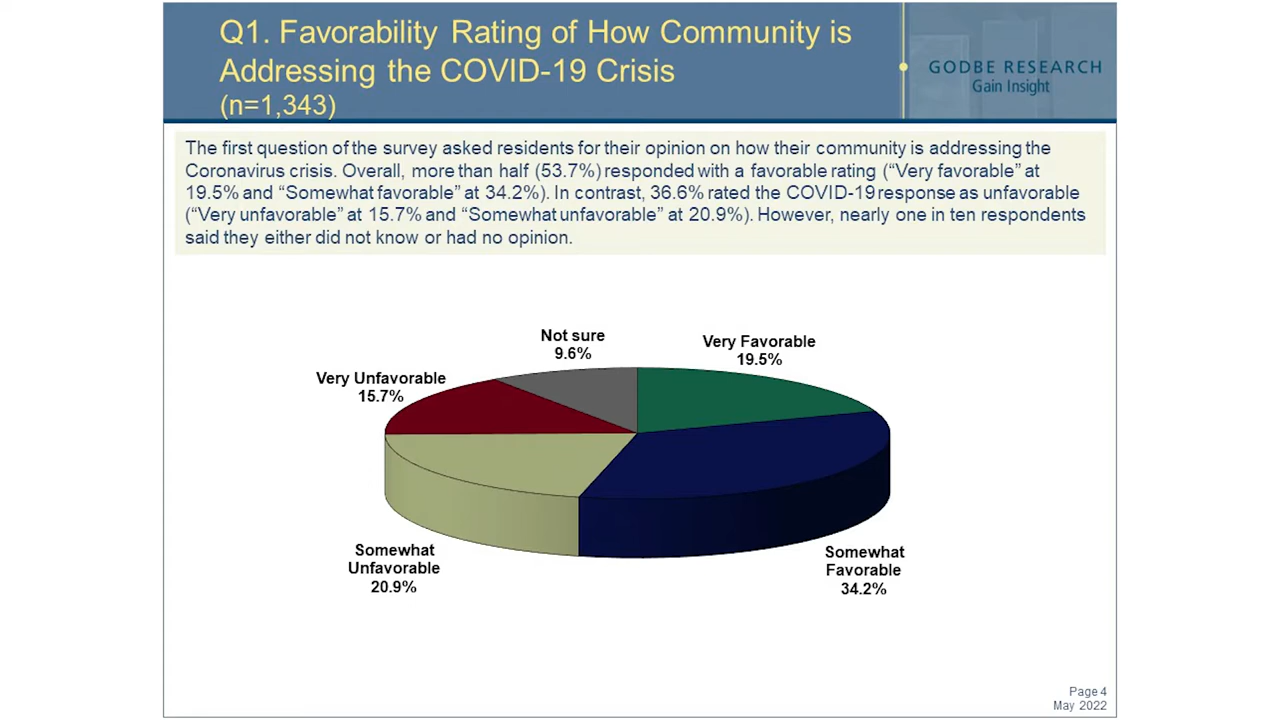 Q1. Favorability Rating of How Community is
Addressing the COVID-19 Crisis
(n=1,343)
GODBE RESEARCH
Gain Insight
The first question of the survey asked residents for their opinion on how their community is addressing the
Coronavirus crisis. Overall, more than half (53.7%) responded with a favorable rating (“Very favorable” at
19.5% and “Somewhat favorable” at 34.2%). In contrast, 36.6% rated the COVID-19 response as unfavorable
(“Very unfavorable” at 15.7% and “Somewhat unfavorable” at 20.9%). However, nearly one in ten respondents
said they either did not know or had no opinion.
Not sure
9.6%
Very Favorable
19.5%
Very Unfavorable
15.7%
Somewhat
Unfavorable
20.9%
Somewhat
Favorable
34.2%
Page 4
May 2022